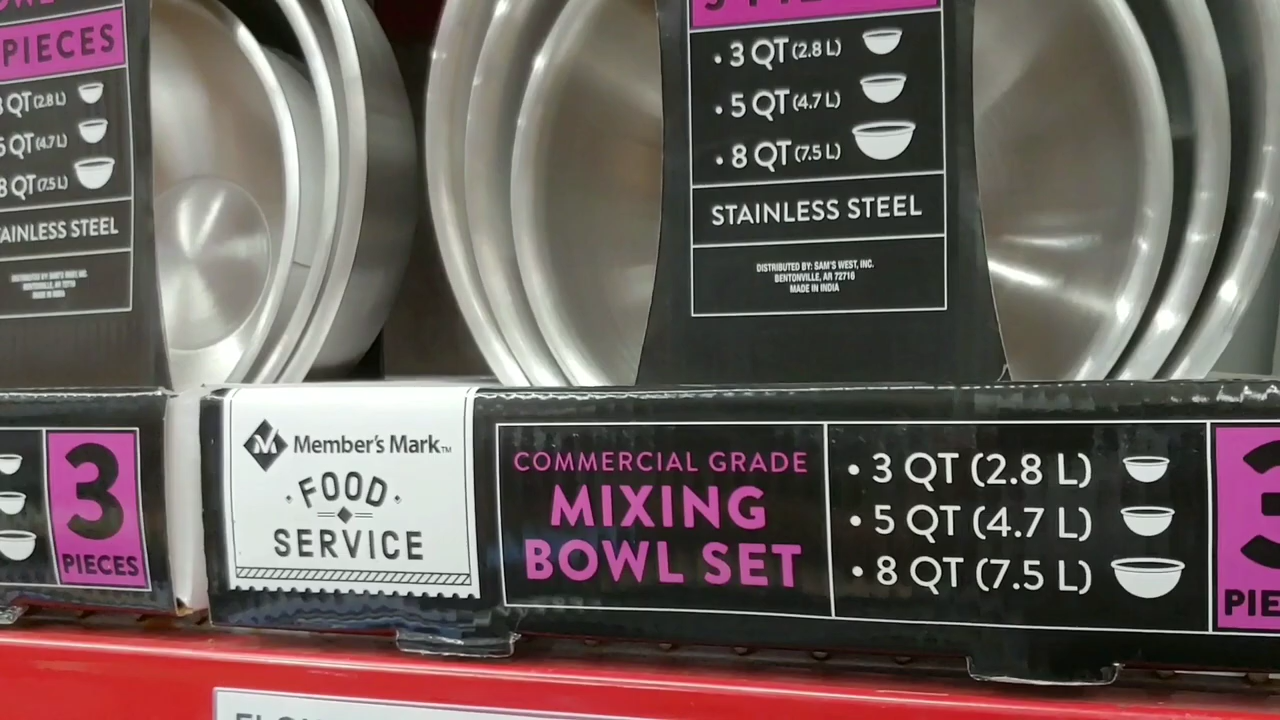 PIECES
3 QT (2.8 L)
5 QT (4.7 L)
8 QT (7.5 L)
STAINLESS STEEL
• 3 QT (2.8 L)
• 5 QT (4.7 L)
• 8 QT (7.5 L)
STAINLESS STEEL
DISTRIBUTED BY: SAM'S WEST, INC.
BENTONVILLE, AR 72716
MADE IN INDIA
3
PIECES
Member's Mark™
FOOD
SERVICE
COMMERCIAL GRADE
MIXING
BOWL SET
• 3 QT (2.8 L)
• 5 QT (4.7 L)
• 8 QT (7.5 L)
3
PIE